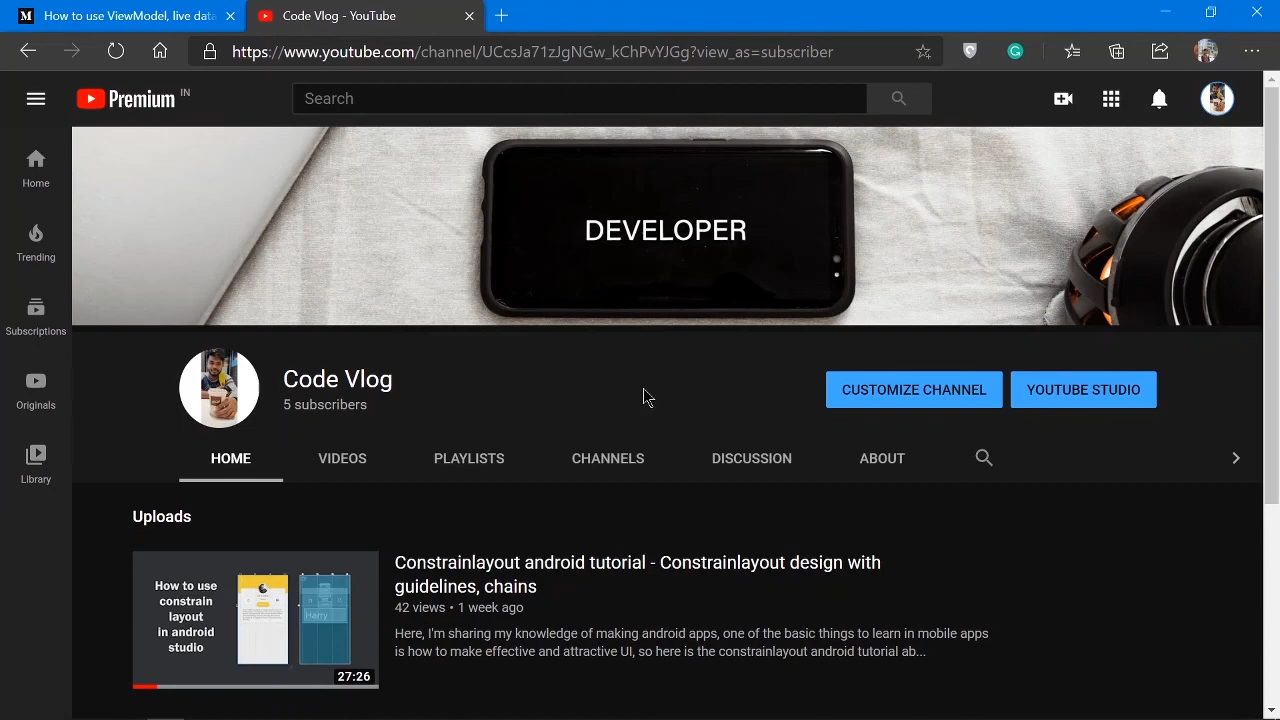 How to use ViewModel, live data
Code Vlog - YouTube
https://www.youtube.com/channel/UCcsJa71zJgNGw_kChPvYJGg?view_as=subscriber
Premium IN
Search
DEVELOPER
Home
Trending
Subscriptions
Originals
Library
Code Vlog
5 subscribers
CUSTOMIZE CHANNEL
YOUTUBE STUDIO
HOME
VIDEOS
PLAYLISTS
CHANNELS
DISCUSSION
ABOUT
Uploads
How to use
constrain
layout
in android
studio
Harry
27:26
Constrainlayout android tutorial - Constrainlayout design with
guidelines, chains
42 views • 1 week ago
Here, I'm sharing my knowledge of making android apps, one of the basic things to learn in mobile apps
is how to make effective and attractive UI, so here is the constrainlayout android tutorial ab...